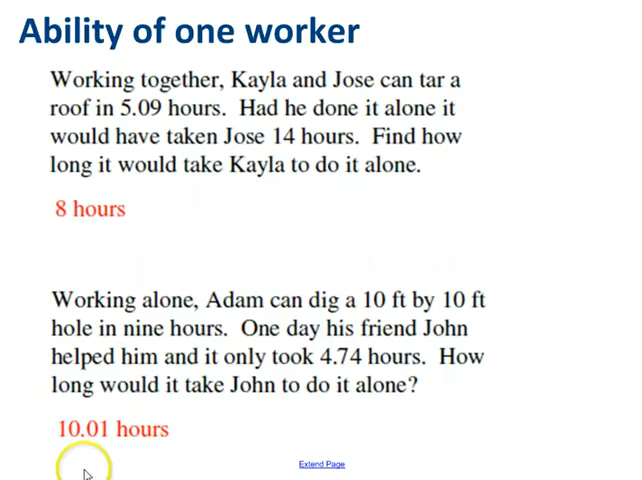 Ability of one worker
Working together, Kayla and Jose can tar a
roof in 5.09 hours.  Had he done it alone it
would have taken Jose 14 hours.  Find how
long it would take Kayla to do it alone.
8 hours
Working alone, Adam can dig a 10 ft by 10 ft
hole in nine hours.  One day his friend John
helped him and it only took 4.74 hours.  How
long would it take John to do it alone?
10.01 hours
Extend Page